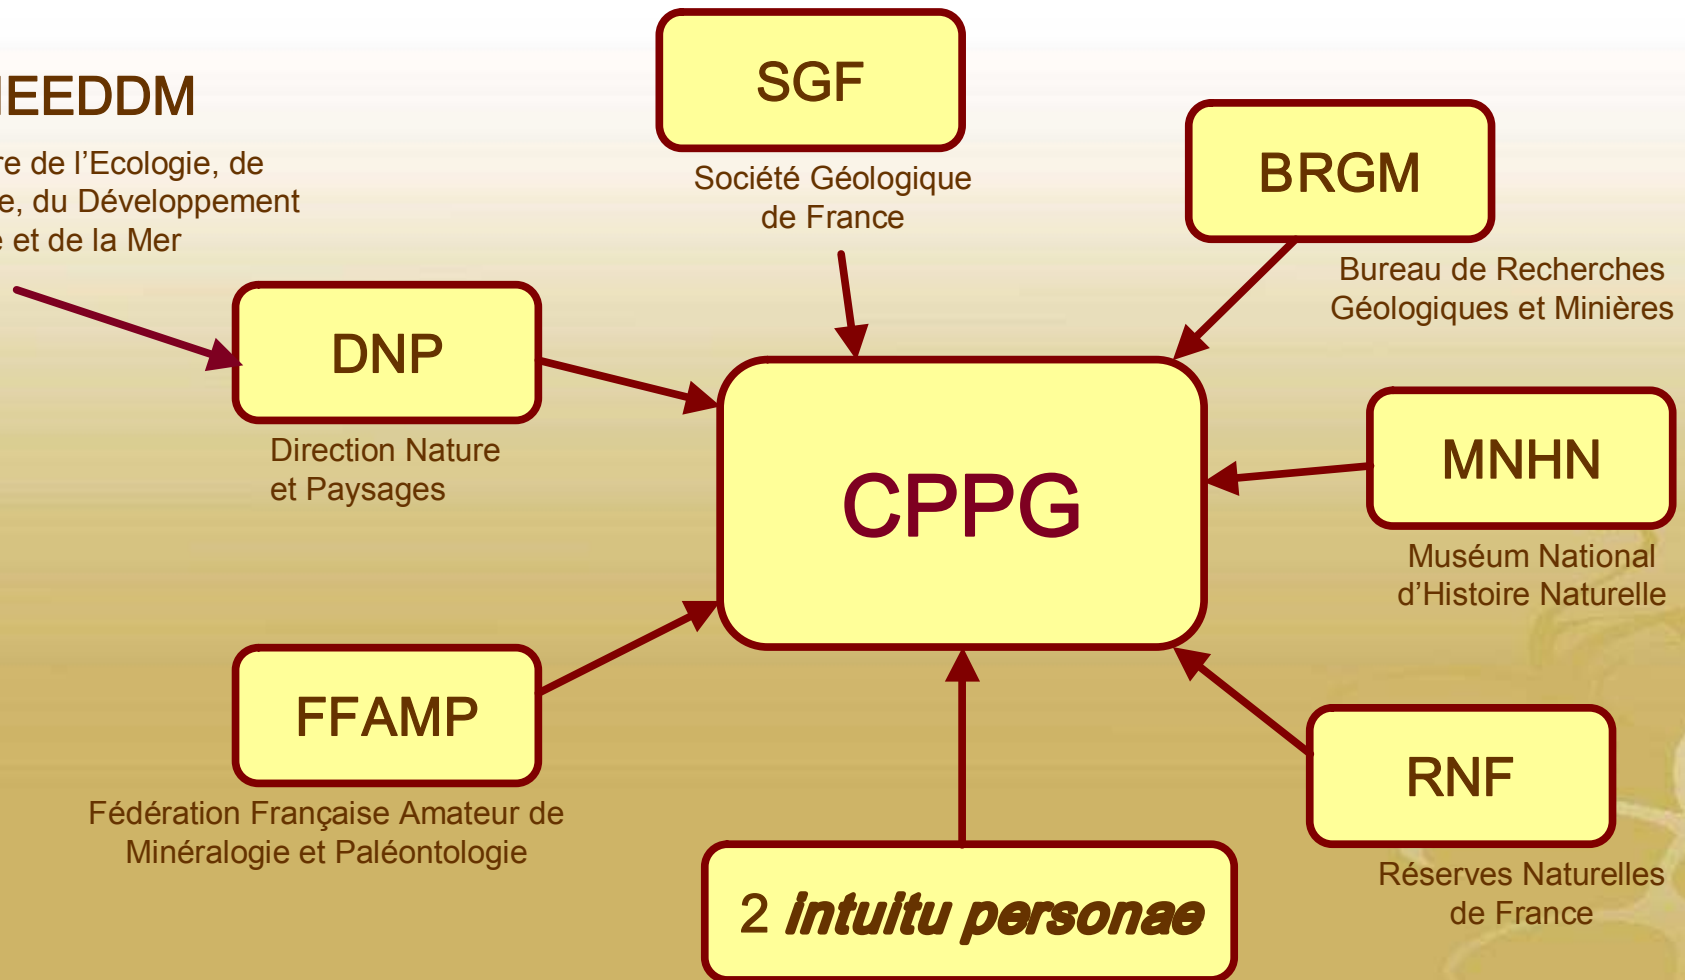 SGF
Société Géologique
de France
EEDDM
de l’Ecologie, de
du Développement
et de la Mer
BRGM
Bureau de Recherches
Géologiques et Minières
DNP
Direction Nature
et Paysages
CPPG
MNHN
Muséum National
d’Histoire Naturelle
FFAMP
Fédération Française Amateur de
Minéralogie et Paléontologie
RNF
Réserves Naturelles
de France
2 intuitu personae